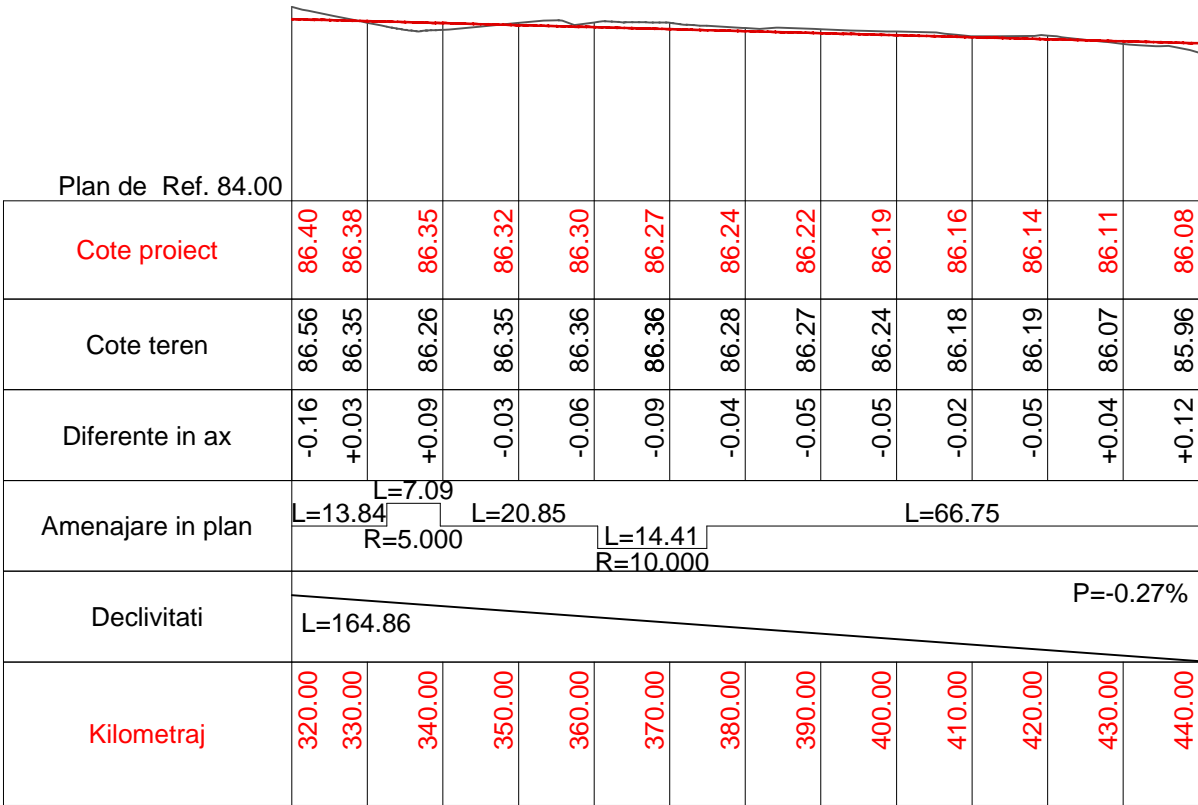 Plan de Ref. 84.00
Cote proiect
86.40 86.38 86.35 86.32 86.30 86.27 86.24 86.22 86.19 86.16 86.14 86.11 86.08
Cote teren
86.56 86.35 86.26 86.35 86.36 86.36 86.28 86.27 86.24 86.18 86.19 86.07 85.96
Diferente in ax
-0.16 +0.03 +0.09 -0.03 -0.06 -0.09 -0.04 -0.05 -0.05 -0.02 -0.05 +0.04 +0.12
Amenajare in plan
L=13.84
L=7.09
R=5.000
L=20.85
L=14.41
R=10.000
L=66.75
Declivitati
L=164.86
P=-0.27%
Kilometraj
320.00 330.00 340.00 350.00 360.00 370.00 380.00 390.00 400.00 410.00 420.00 430.00 440.00